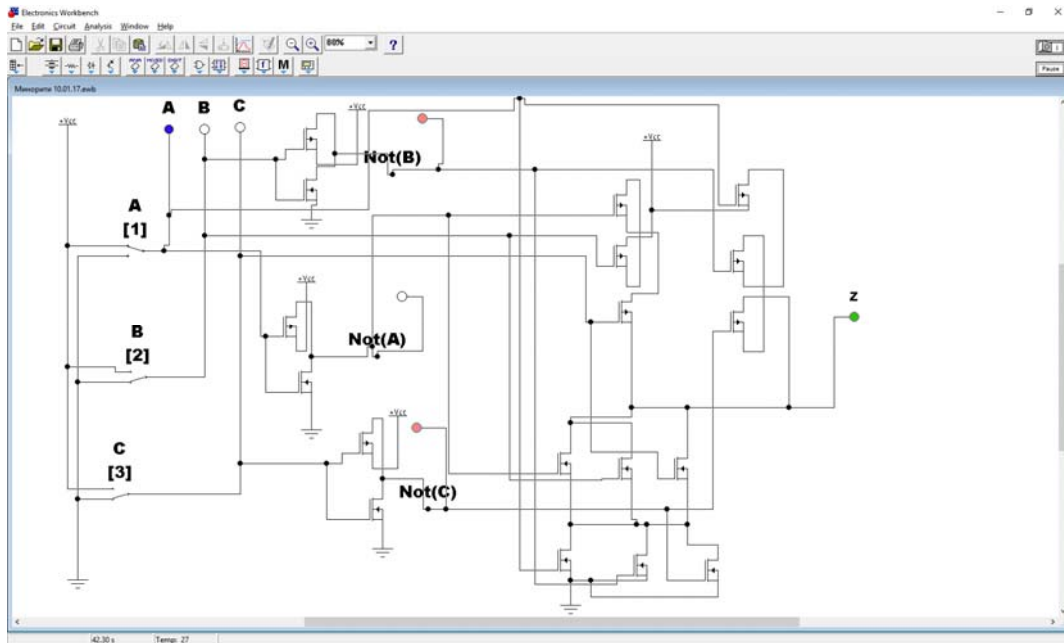 Electronics Workbench
File Edit Circuit Analysis Window Help
80%
?
M
Pause
Минорити 10.01.17.ewb
A B C
+Vcc
+Vcc
Not(B)
+Vcc
A
[1]
+Vcc
Not(A)
B
[2]
Z
+Vcc
C
[3]
Not(C)
42.30 s Temp: 27